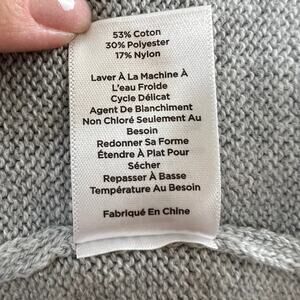 53% Coton
30% Polyester
17% Nylon
Laver À La Machine À
L'eau Froide
Cycle Délicat
Agent De Blanchiment
Non Chloré Seulement Au
Besoin
Redonner Sa Forme
Étendre À Plat Pour
Sécher
Repasser À Basse
Température Au Besoin
Fabriqué En Chine